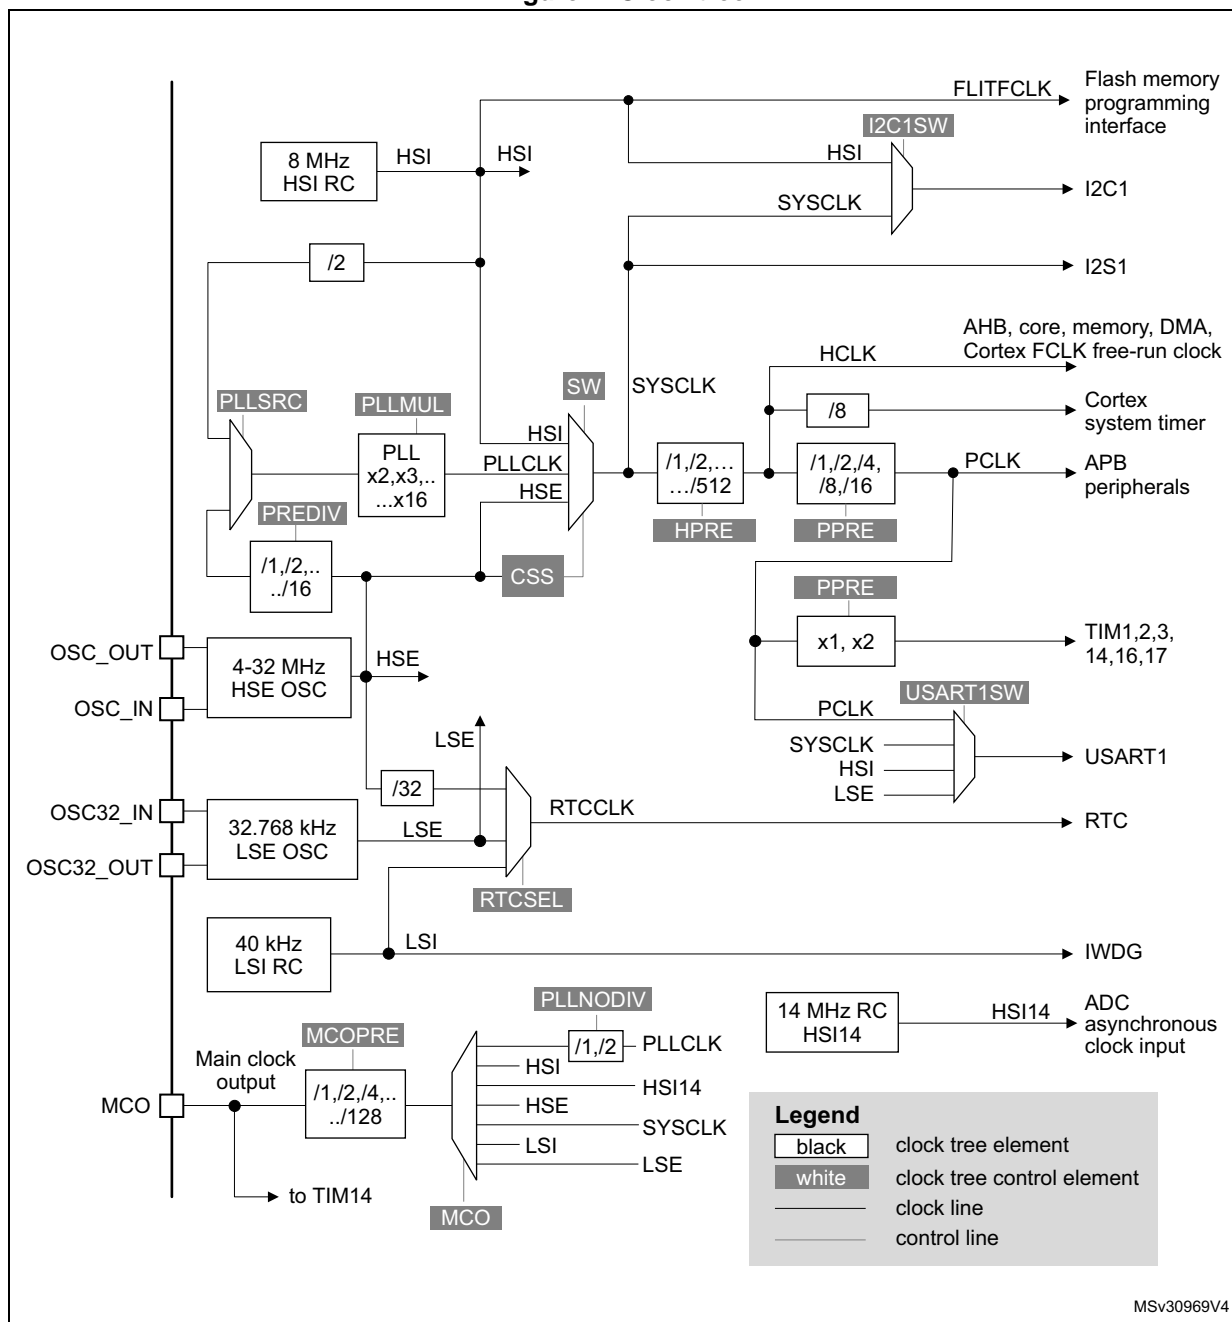 FLITFCLK
Flash memory
programming
interface
I2C1SW
8 MHz
HSI RC
HSI
HSI
HSI
SYSCLK
I2C1
/2
I2S1
AHB, core, memory, DMA,
Cortex FCLK free-run clock
HCLK
SW
SYSCLK
/8
Cortex
system timer
PLLSRC
PLLMUL
PLL
x2,x3,..
...x16
HSI
PLLCLK
HSE
/1,/2,...
.../512
HPRE
/1,/2,/4,
/8,/16
PPRE
PCLK
APB
peripherals
PREDIV
/1,/2,..
../16
CSS
PPRE
x1, x2
TIM1,2,3,
14,16,17
OSC_OUT
OSC_IN
4-32 MHz
HSE OSC
HSE
USART1SW
PCLK
SYSCLK
HSI
LSE
USART1
LSE
/32
OSC32_IN
OSC32_OUT
32.768 kHz
LSE OSC
LSE
RTCCLK
RTC
RTCSEL
40 kHz
LSI RC
LSI
IWDG
14 MHz RC
HSI14
HSI14
ADC
asynchronous
clock input
PLLNODIV
/1,/2
PLLCLK
HSI
HSI14
HSE
SYSCLK
LSI
LSE
MCOPRE
/1,/2,/4,..
../128
Main clock
output
MCO
to TIM14
MCO
Legend
black
clock tree element
white
clock tree control element
clock line
control line
MSv30969V4